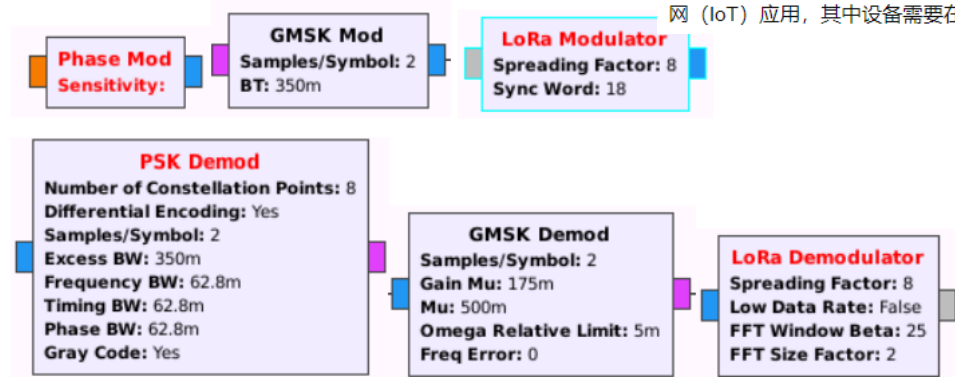 网（IoT）应用，其中设备需要在
Phase Mod
Sensitivity:
GMSK Mod
Samples/Symbol: 2
BT: 350m
LoRa Modulator
Spreading Factor: 8
Sync Word: 18
PSK Demod
Number of Constellation Points: 8
Differential Encoding: Yes
Samples/Symbol: 2
Excess BW: 350m
Frequency BW: 62.8m
Timing BW: 62.8m
Phase BW: 62.8m
Gray Code: Yes
GMSK Demod
Samples/Symbol: 2
Gain Mu: 175m
Mu: 500m
Omega Relative Limit: 5m
Freq Error: 0
LoRa Demodulator
Spreading Factor: 8
Low Data Rate: False
FFT Window Beta: 25
FFT Size Factor: 2